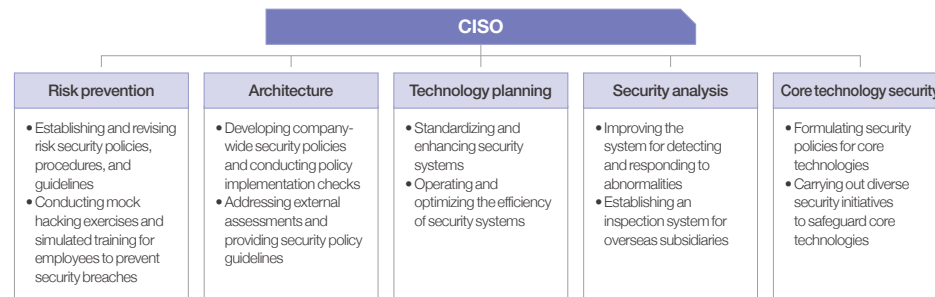 CISO
Risk prevention
• Establishing and revising
risk security policies,
procedures, and
guidelines
• Conducting mock
hacking exercises and
simulated training for
employees to prevent
security breaches
Architecture
• Developing company-
wide security policies
and conducting policy
implementation checks
• Addressing external
assessments and
providing security policy
guidelines
Technology planning
• Standardizing and
enhancing security
systems
• Operating and
optimizing the efficiency
of security systems
Security analysis
• Improving the
system for detecting
and responding to
abnormalities
• Establishing an
inspection system for
overseas subsidiaries
Core technology security
• Formulating security
policies for core
technologies
• Carrying out diverse
security initiatives
to safeguard core
technologies